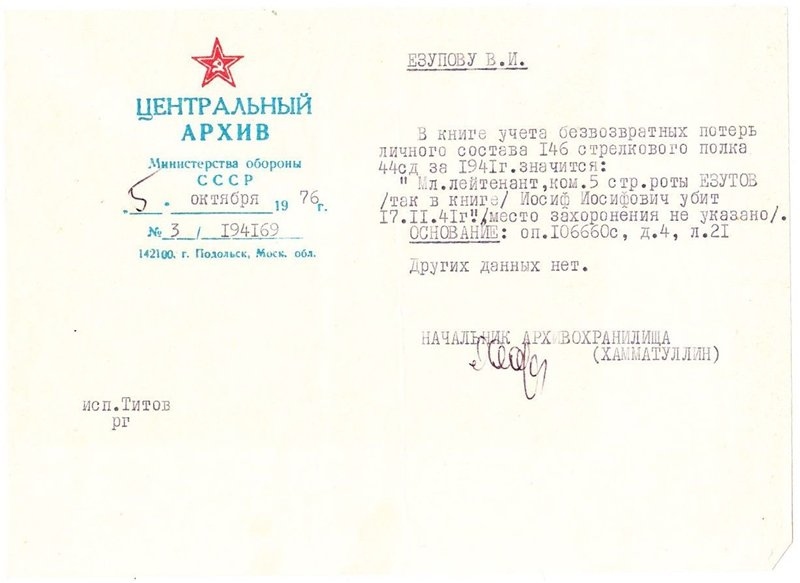 ЦЕНТРАЛЬНЫЙ
АРХИВ
Министерства обороны
СССР
"5" октября 1976 г.
№ 3 / 194169
142100, г. Подольск, Моск. обл.
ЕЗУПОВУ В.И.
В книге учета безвозвратных потерь
личного состава 146 стрелкового полка
44сд за 1941г.значится:
" Мл.лейтенант,ком.5 стр.роты ЕЗУТОВ
/так в книге/ Иосиф Иосифович убит
17.II.41г"/место захоронения не указано/.
ОСНОВАНИЕ: оп.106660с, д.4, л.21
Других данных нет.
НАЧАЛЬНИК АРХИВОХРАНИЛИЩА
(ХАММАТУЛЛИН)
исп.Титов
рг